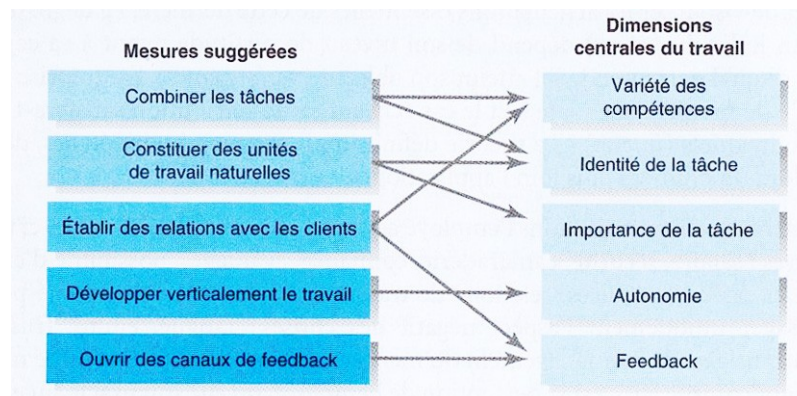 Mesures suggérées
Combiner les tâches
Constituer des unités
de travail naturelles
Établir des relations avec les clients
Développer verticalement le travail
Ouvrir des canaux de feedback
Dimensions
centrales du travail
Variété des
compétences
Identité de la tâche
Importance de la tâche
Autonomie
Feedback